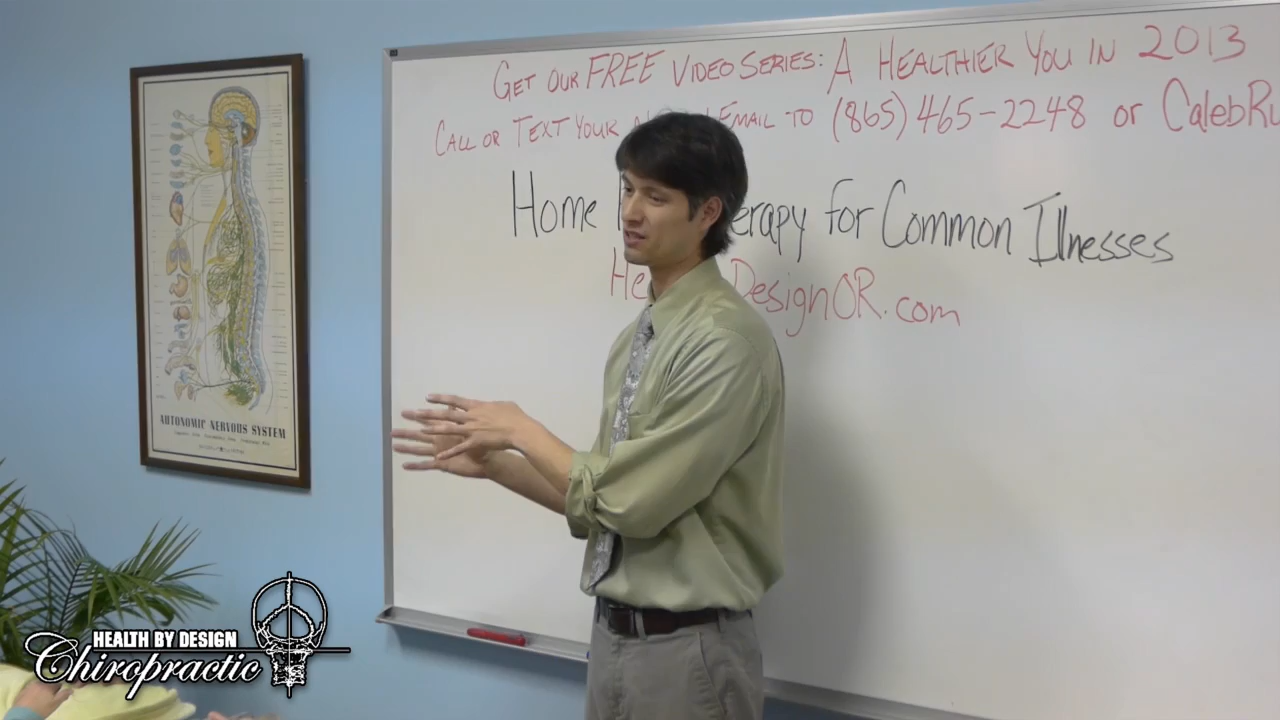 GET OUR FREE VIDEO SERIES: A HEALTHIER YOU IN 2013
CALL OR TEXT YOUR EMAIL TO (865) 465-2248 or CalebRu
Home for Common Illnesses
DesignOR.com
AUTONOMIC NERVOUS SYSTEM
HEALTH BY DESIGN
Chiropractic